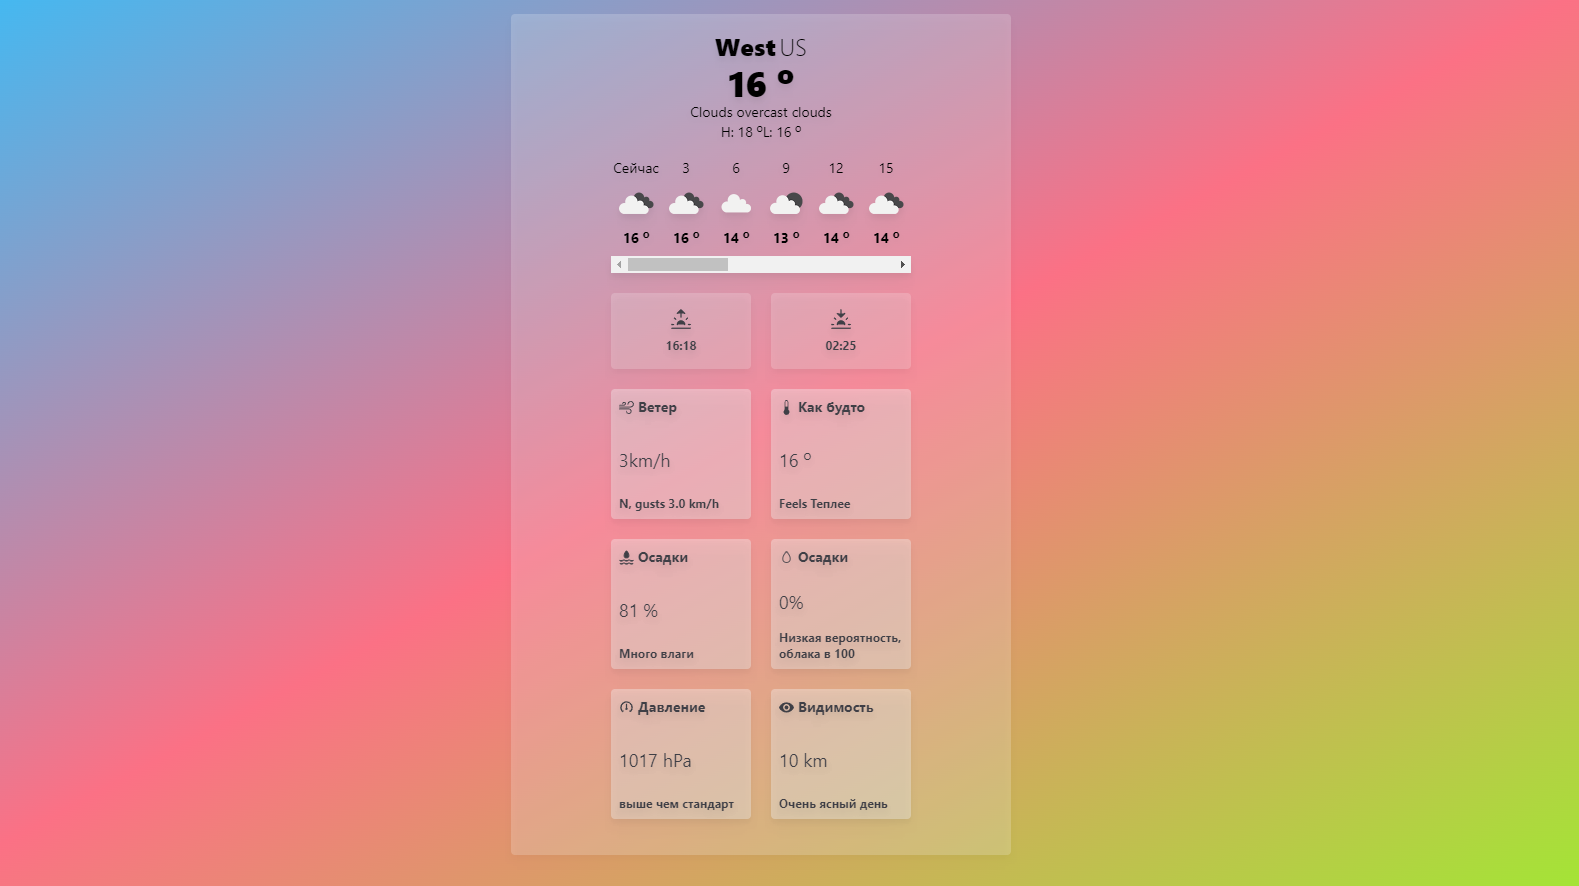 West US
16 °
Clouds overcast clouds
H: 18 °L: 16 °
Сейчас 3 6 9 12 15
16 ° 16 ° 14 ° 13 ° 14 ° 14 °
16:18 02:25
Ветер
3km/h
N, gusts 3.0 km/h
Как будто
16 °
Feels Теплее
Осадки
81 %
Много влаги
Осадки
0%
Низкая вероятность,
облака в 100
Давление
1017 hPa
выше чем стандарт
Видимость
10 km
Очень ясный день